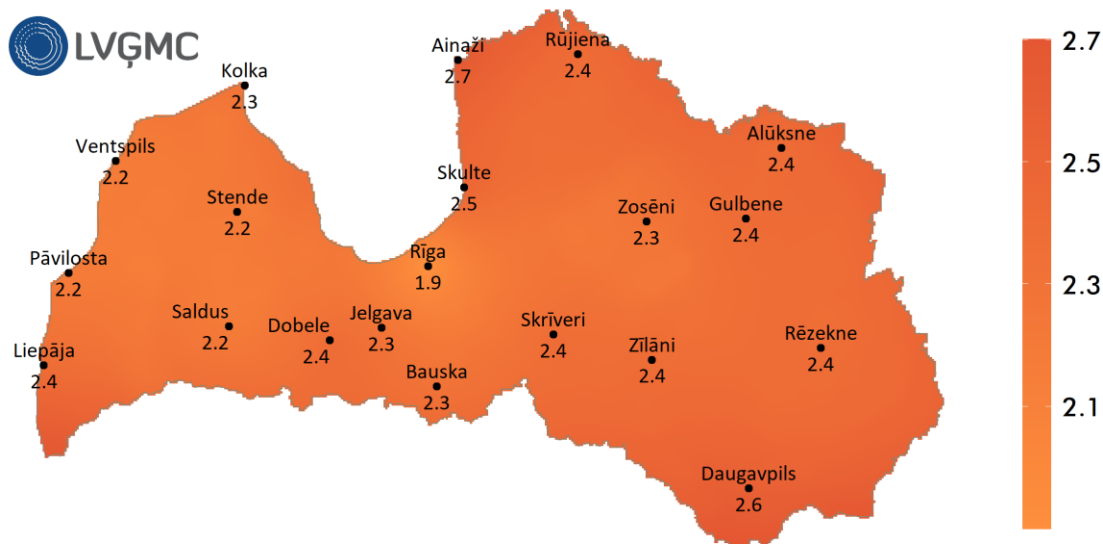 LVĢMC
Ainaži
2.7
Rūjiena
2.4
Kolka
2.3
Alūksne
2.4
Ventspils
2.2
Skulte
2.5
Stende
2.2
Zosēni
2.3
Gulbene
2.4
Rīga
1.9
Pāvilosta
2.2
Saldus
2.2
Dobele
2.4
Jelgava
2.3
Skrīveri
2.4
Zīlāni
2.4
Rēzekne
2.4
Liepāja
2.4
Bauska
2.3
Daugavpils
2.6
2.7
2.5
2.3
2.1